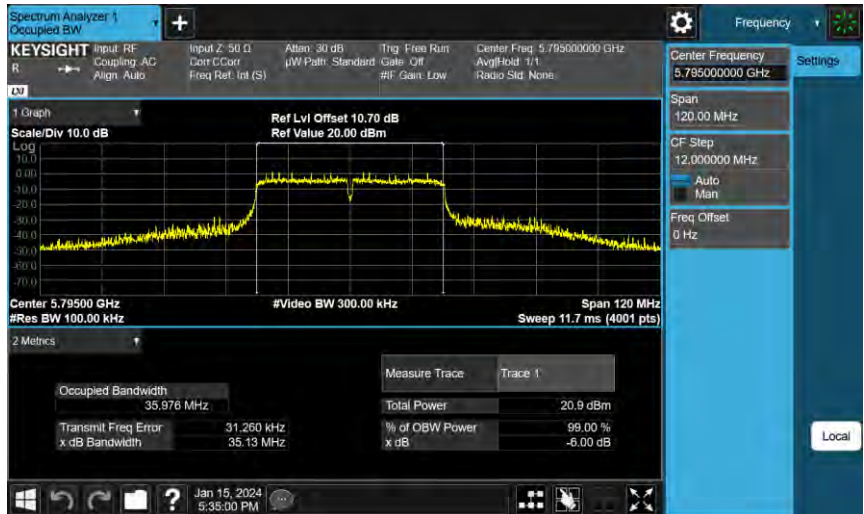 Spectrum Analyzer 1
Occupied BW
Frequency
KEYSIGHT
R
LXI
Input: RF
Coupling: AC
Align: Auto
Input Z: 50 Ω
Corr CCorr
Freq Ref: Int (S)
Atten: 30 dB
µW Path: Standard
Trig: Free Run
Gate: Off
#IF Gain: Low
Center Freq: 5.795000000 GHz
Avg|Hold: 1/1
Radio Std: None
Center Frequency
5.795000000 GHz
Settings
Span
120.00 MHz
CF Step
12.000000 MHz
Auto
Man
Freq Offset
0 Hz
1 Graph
Scale/Div 10.0 dB
Ref Lvl Offset 10.70 dB
Ref Value 20.00 dBm
Log
10.0
0.00
-10.0
-20.0
-30.0
-40.0
-50.0
-60.0
-70.0
Center 5.79500 GHz
#Video BW 300.00 kHz
Span 120 MHz
#Res BW 100.00 kHz
Sweep 11.7 ms (4001 pts)
2 Metrics
Measure Trace
Trace 1
Occupied Bandwidth
35.976 MHz
Total Power
20.9 dBm
Transmit Freq Error
31.260 kHz
% of OBW Power
99.00 %
x dB Bandwidth
35.13 MHz
x dB
-6.00 dB
Local
?
Jan 15, 2024
5:35:00 PM